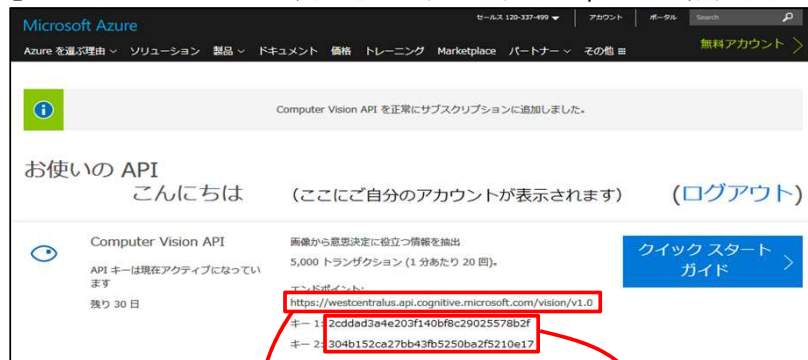 Microsoft Azure
セールス 120-337-499 アカウント ポータル Search
Azure を選ぶ理由 ソリューション 製品 ドキュメント 価格 トレーニング Marketplace パートナー その他
無料アカウント
Computer Vision API を正常にサブスクリプションに追加しました。
お使いの API
こんにちは (ここにご自分のアカウントが表示されます) (ログアウト)
Computer Vision API
API キーは現在アクティブになってい
ます
残り 30 日
画像から意思決定に役立つ情報を抽出
5,000 トランザクション (1 分あたり 20 回)。
エンドポイント:
https://westcentralus.api.cognitive.microsoft.com/vision/v1.0
キー 1: 2cddad3a4e203f140bf8c29025578b2f
キー 2: 304b152ca27bb43fb5250ba2f5210e17
クイック スタート
ガイド